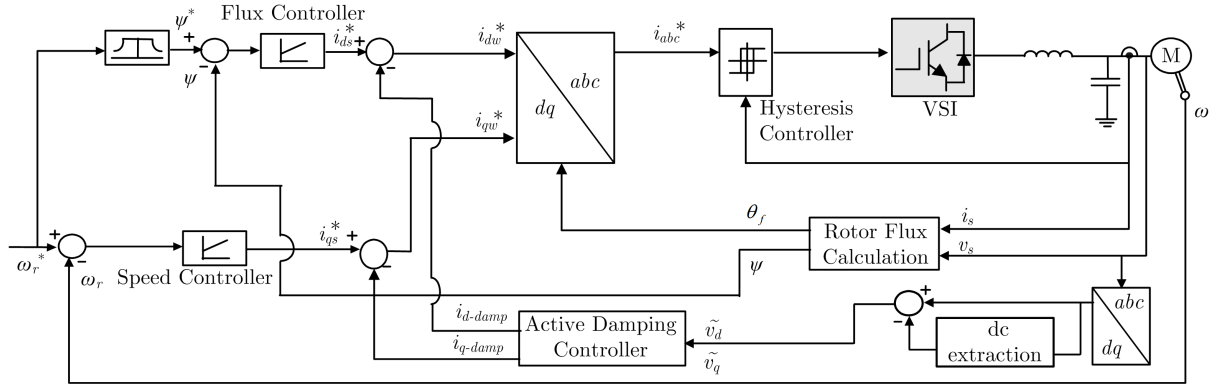 Flux Controller
ψ*
+
-
ψ
i_ds*
+
-
i_dw*
i_qw*
abc
dq
i_abc*
Hysteresis
Controller
VSI
M
ω
ω_r*
+
-
ω_r
Speed Controller
i_qs*
+
-
θ_f
ψ
Rotor Flux
Calculation
i_s
v_s
i_d-damp
i_q-damp
Active Damping
Controller
ṽ_d
ṽ_q
+
-
dc
extraction
abc
dq